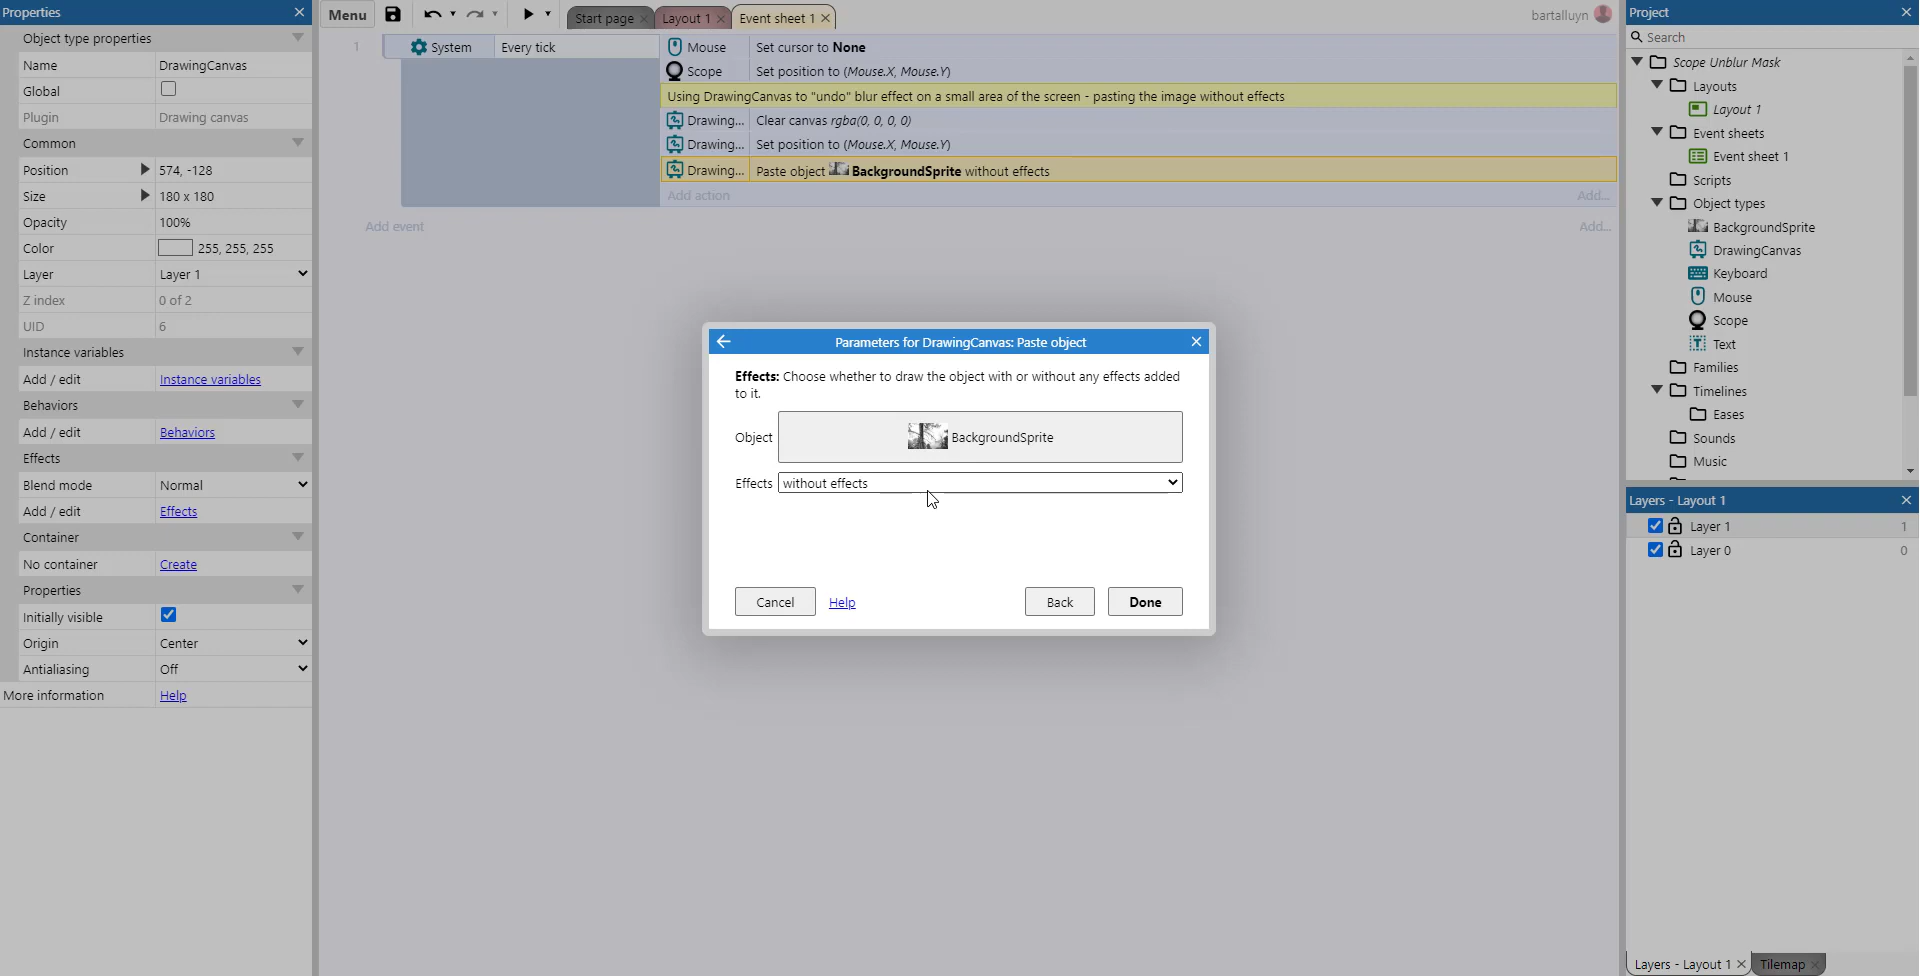 Properties
Object type properties
Name DrawingCanvas
Global
Plugin Drawing canvas
Common
Position 574, -128
Size 180 x 180
Opacity 100%
Color 255, 255, 255
Layer Layer 1
Z index 0 of 2
UID 6
Instance variables
Add / edit Instance variables
Behaviors
Add / edit Behaviors
Effects
Blend mode Normal
Add / edit Effects
Container
No container Create
Properties
Initially visible
Origin Center
Antialiasing Off
More information Help
Menu
Start page
Layout 1
Event sheet 1
bartalluyn
1
System Every tick
Mouse Set cursor to None
Scope Set position to (Mouse.X, Mouse.Y)
Using DrawingCanvas to "undo" blur effect on a small area of the screen - pasting the image without effects
Drawing... Clear canvas rgba(0, 0, 0, 0)
Drawing... Set position to (Mouse.X, Mouse.Y)
Drawing... Paste object BackgroundSprite without effects
Add action Add...
Add event Add...
Parameters for DrawingCanvas: Paste object
Effects: Choose whether to draw the object with or without any effects added
to it.
Object BackgroundSprite
Effects without effects
Cancel Help Back Done
Project
Search
Scope Unblur Mask
Layouts
Layout 1
Event sheets
Event sheet 1
Scripts
Object types
BackgroundSprite
DrawingCanvas
Keyboard
Mouse
Scope
Text
Families
Timelines
Eases
Sounds
Music
Layers - Layout 1
Layer 1 1
Layer 0 0
Layers - Layout 1 Tilemap